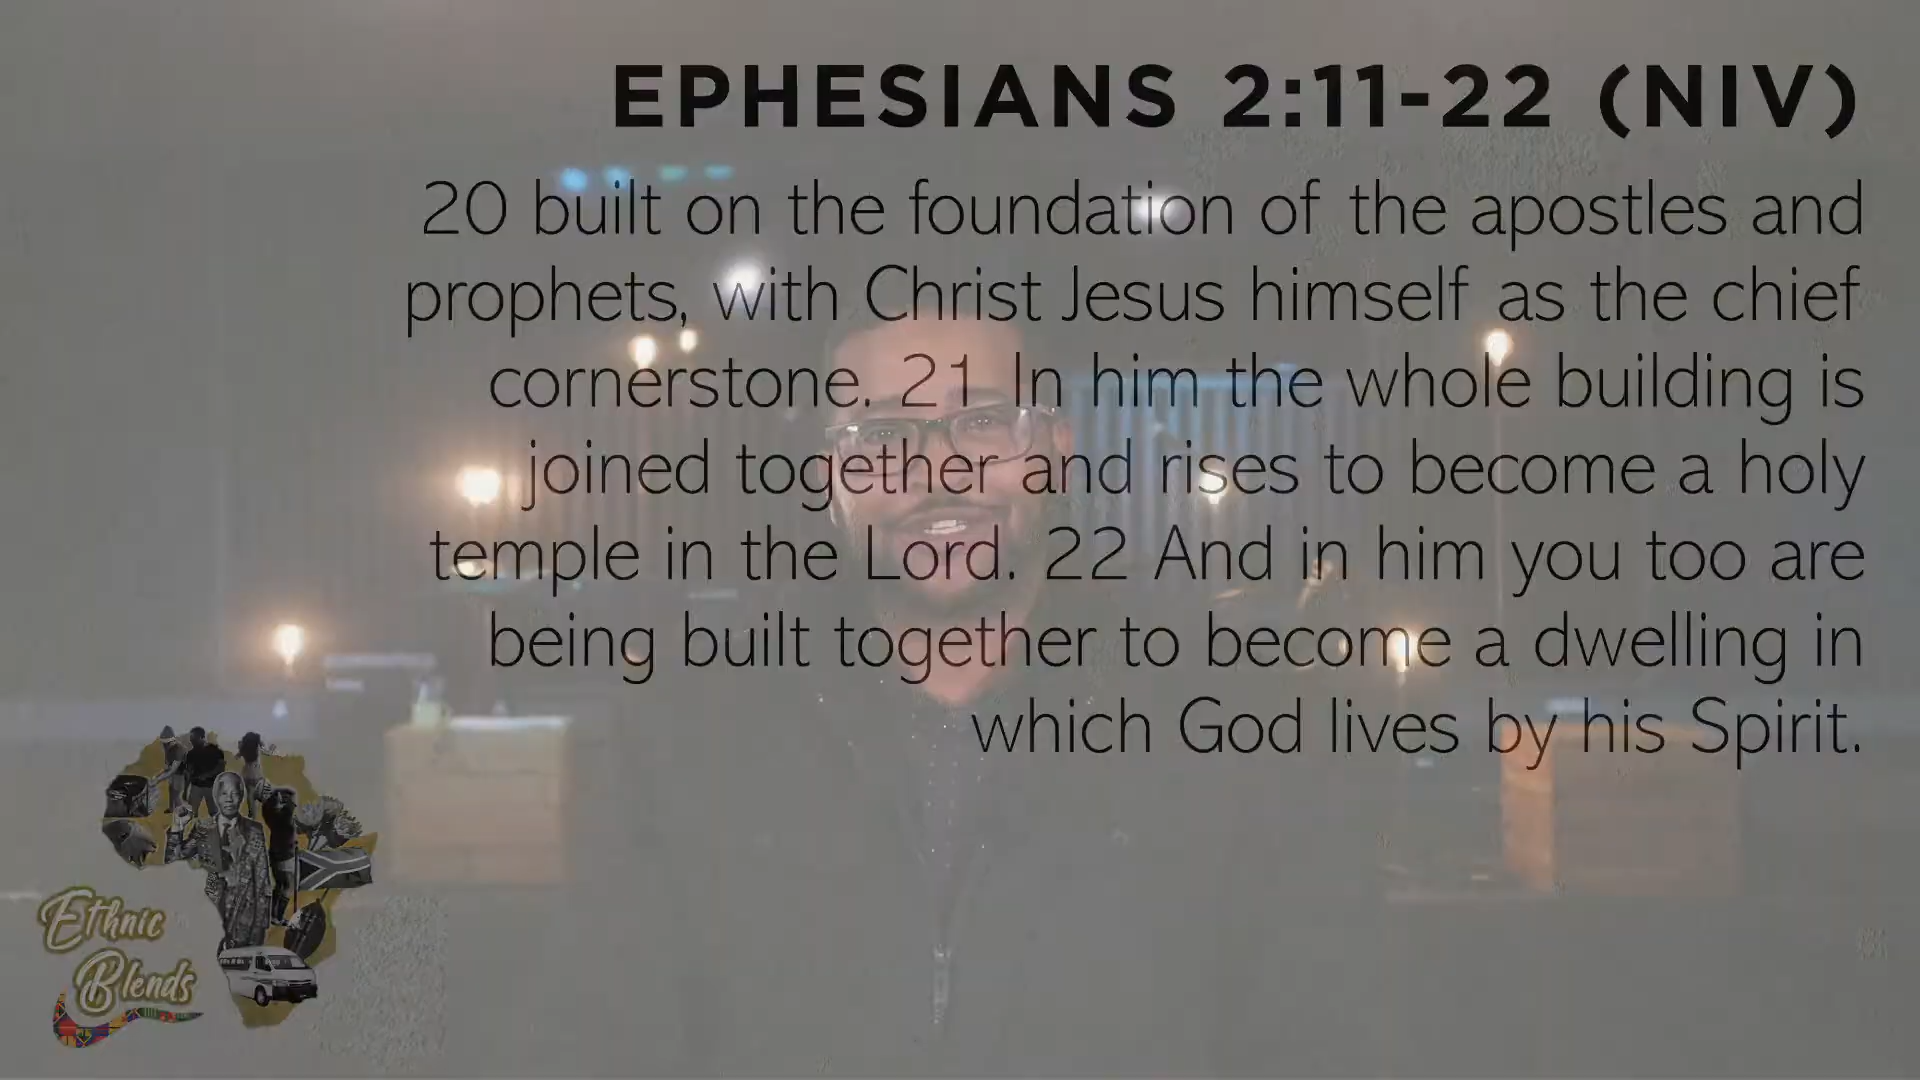 EPHESIANS 2:11-22 (NIV)
20 built on the foundation of the apostles and
prophets, with Christ Jesus himself as the chief
cornerstone. 21 In him the whole building is
joined together and rises to become a holy
temple in the Lord. 22 And in him you too are
being built together to become a dwelling in
which God lives by his Spirit.
Ethnic
Blends